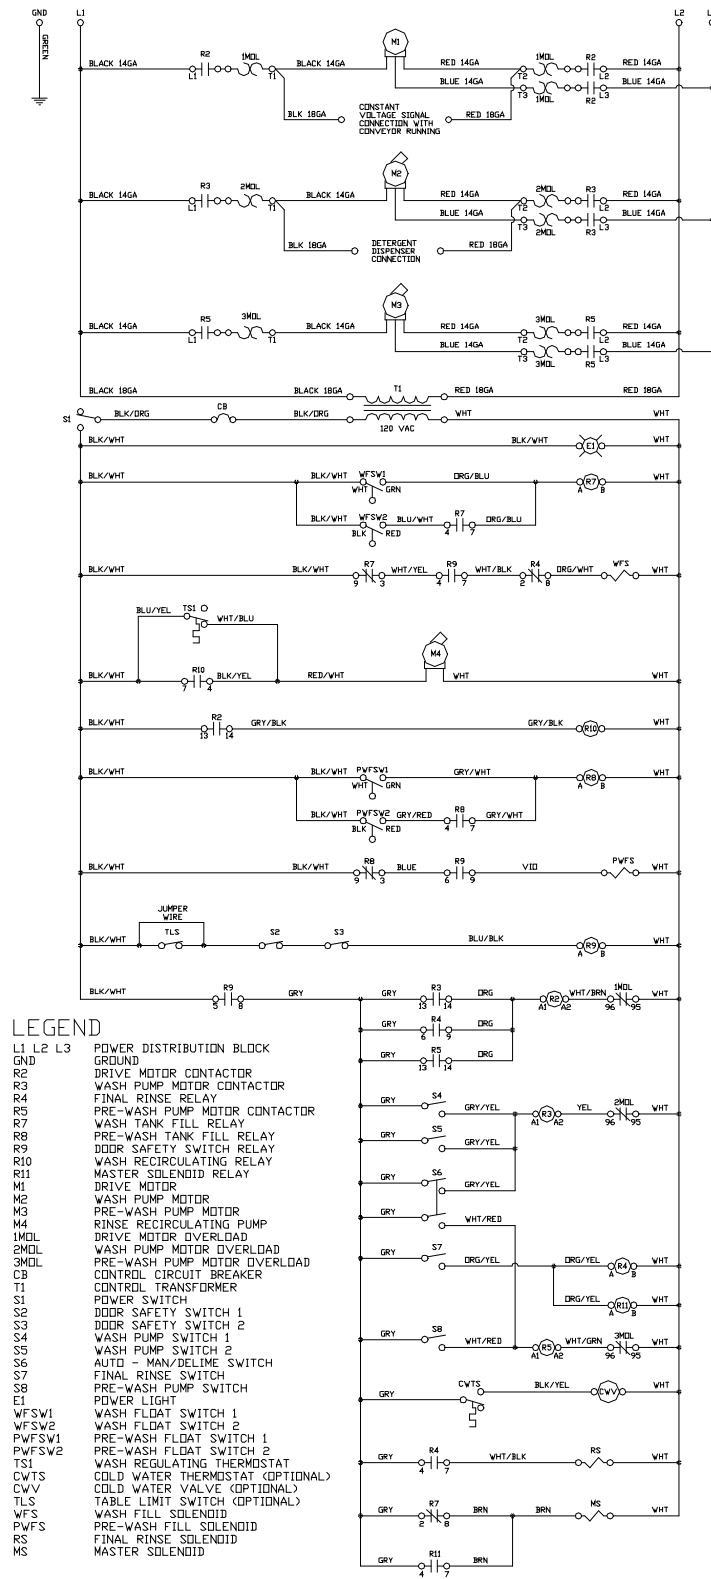 GND L1 L2 L
GREEN
R2 1MOL M1 1MOL R2
BLACK 14GA L1 T1 BLACK 14GA RED 14GA T2 L2 RED 14GA
BLUE 14GA T3 1MOL R2 L3 BLUE 14GA
BLK 18GA CONSTANT VOLTAGE SIGNAL CONNECTION WITH CONVEYOR RUNNING RED 18GA
R3 2MOL M2 2MOL R3
BLACK 14GA L1 T1 BLACK 14GA RED 14GA T2 L2 RED 14GA
BLUE 14GA T3 2MOL R3 L3 BLUE 14GA
BLK 18GA DETERGENT DISPENSER CONNECTION RED 18GA
R5 3MOL M3 3MOL R5
BLACK 14GA L1 T1 BLACK 14GA RED 14GA T2 L2 RED 14GA
BLUE 14GA T3 3MOL R5 L3 BLUE 14GA
BLACK 18GA BLACK 18GA T1 RED 18GA RED 18GA
S1 BLK/ORG CB BLK/ORG 120 VAC WHT WHT
BLK/WHT BLK/WHT E1 WHT
BLK/WHT BLK/WHT WFSW1 WHT GRN ORG/BLU A R7 B WHT
BLK/WHT WFSW2 BLK RED BLU/WHT R7 4 7 ORG/BLU
BLK/WHT BLK/WHT R7 9 3 WHT/YEL R9 4 7 WHT/BLK R4 2 8 ORG/WHT WFS WHT
BLU/YEL TS1 WHT/BLU
BLK/WHT R10 7 4 BLK/YEL RED/WHT M4 WHT WHT
BLK/WHT R2 13 14 GRY/BLK GRY/BLK R10 WHT
BLK/WHT BLK/WHT PWFSW1 WHT GRN GRY/WHT A R8 B WHT
BLK/WHT PWFSW2 BLK RED GRY/RED R8 4 7 GRY/WHT
BLK/WHT BLK/WHT R8 9 3 BLUE R9 6 9 VIO PWFS WHT
JUMPER WIRE
BLK/WHT TLS S2 S3 BLU/BLK A R9 B WHT
BLK/WHT R9 5 8 GRY GRY R3 13 14 ORG A1 R2 A2 WHT/BRN 1MOL 96 95 WHT
GRY R4 6 9 ORG
GRY R5 13 14 ORG
GRY S4 GRY/YEL A1 R3 A2 YEL 2MOL 96 95 WHT
GRY S5 GRY/YEL
GRY S6 GRY/YEL
GRY WHT/RED
GRY S7 ORG/YEL ORG/YEL A R4 B WHT
ORG/YEL A R11 B WHT
GRY S8 WHT/RED A1 R5 A2 WHT/GRN 3MOL 96 95 WHT
GRY CWTS BLK/YEL CWV WHT
GRY R4 4 7 WHT/BLK RS WHT
GRY R7 2 8 BRN BRN MS WHT
GRY R11 4 7 BRN
LEGEND
L1 L2 L3 POWER DISTRIBUTION BLOCK
GND GROUND
R2 DRIVE MOTOR CONTACTOR
R3 WASH PUMP MOTOR CONTACTOR
R4 FINAL RINSE RELAY
R5 PRE-WASH PUMP MOTOR CONTACTOR
R7 WASH TANK FILL RELAY
R8 PRE-WASH TANK FILL RELAY
R9 DOOR SAFETY SWITCH RELAY
R10 WASH RECIRCULATING RELAY
R11 MASTER SOLENOID RELAY
M1 DRIVE MOTOR
M2 WASH PUMP MOTOR
M3 PRE-WASH PUMP MOTOR
M4 RINSE RECIRCULATING PUMP
1MOL DRIVE MOTOR OVERLOAD
2MOL WASH PUMP MOTOR OVERLOAD
3MOL PRE-WASH PUMP MOTOR OVERLOAD
CB CONTROL CIRCUIT BREAKER
T1 CONTROL TRANSFORMER
S1 POWER SWITCH
S2 DOOR SAFETY SWITCH 1
S3 DOOR SAFETY SWITCH 2
S4 WASH PUMP SWITCH 1
S5 WASH PUMP SWITCH 2
S6 AUTO - MAN/DELIME SWITCH
S7 FINAL RINSE SWITCH
S8 PRE-WASH PUMP SWITCH
E1 POWER LIGHT
WFSW1 WASH FLOAT SWITCH 1
WFSW2 WASH FLOAT SWITCH 2
PWFSW1 PRE-WASH FLOAT SWITCH 1
PWFSW2 PRE-WASH FLOAT SWITCH 2
TS1 WASH REGULATING THERMOSTAT
CWTS COLD WATER THERMOSTAT (OPTIONAL)
CWV COLD WATER VALVE (OPTIONAL)
TLS TABLE LIMIT SWITCH (OPTIONAL)
WFS WASH FILL SOLENOID
PWFS PRE-WASH FILL SOLENOID
RS FINAL RINSE SOLENOID
MS MASTER SOLENOID